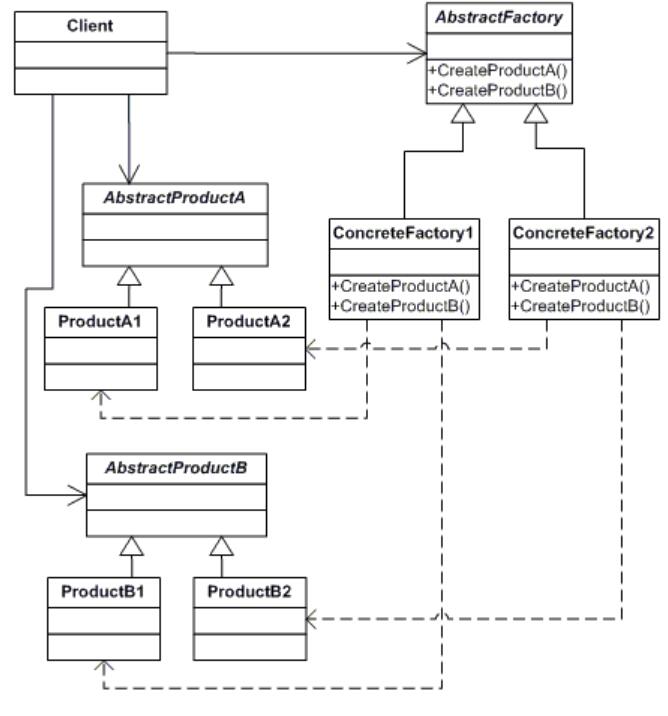 Client
AbstractFactory
+CreateProductA()
+CreateProductB()
AbstractProductA
ConcreteFactory1
+CreateProductA()
+CreateProductB()
ConcreteFactory2
+CreateProductA()
+CreateProductB()
ProductA1
ProductA2
AbstractProductB
ProductB1
ProductB2